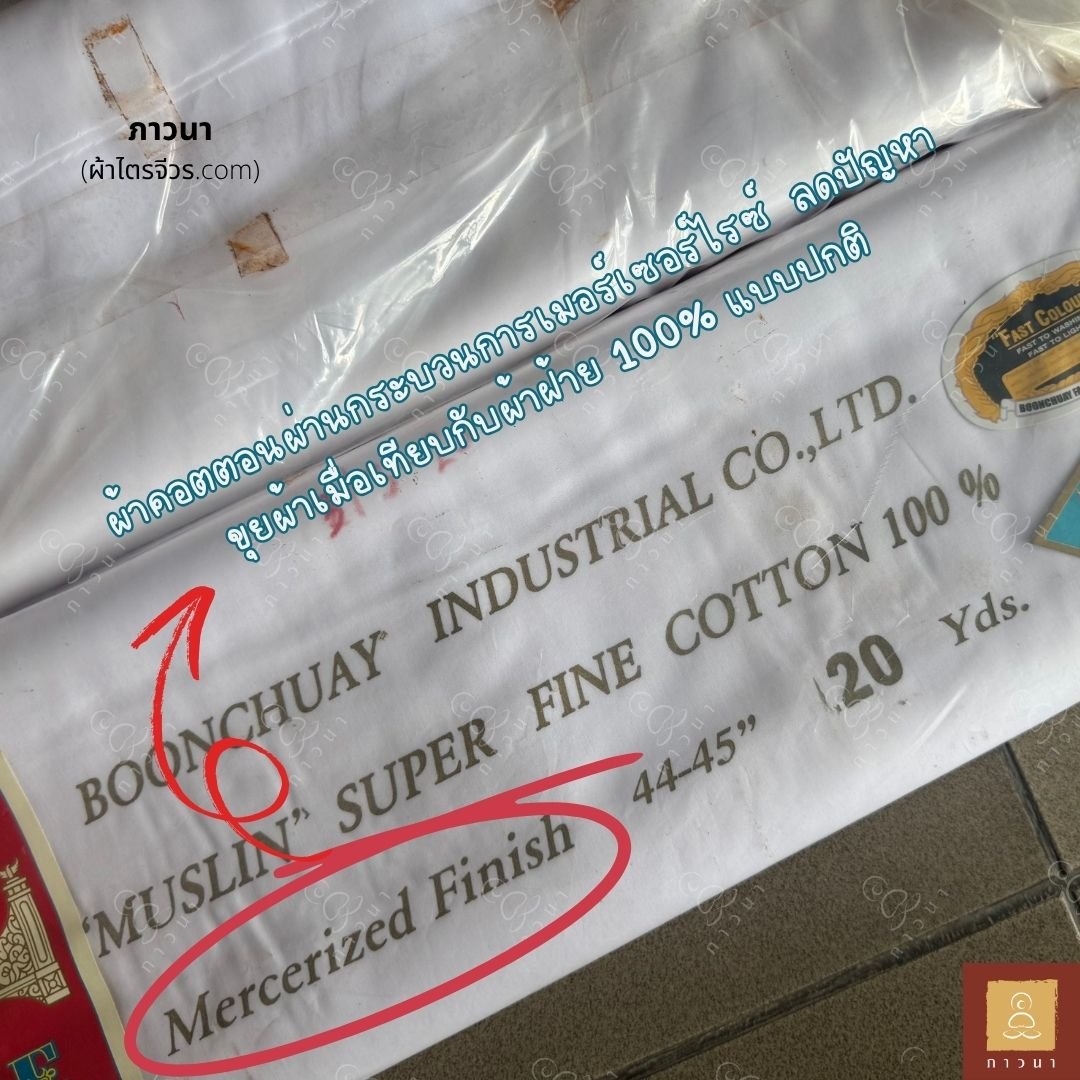 ภาวนา
(ผ้าไตรจีวร.com)
ผ้าคอตตอนผ่านกระบวนการเมอร์เซอร์ไรซ์ ลดปัญหา
ขุยผ้าเมื่อเทียบกับผ้าฝ้าย 100% แบบปกติ
FAST COLOU
FAST TO WASHI
FAST TO LIG
BOONCHUAY
BOONCHUAY INDUSTRIAL CO.,LTD.
"MUSLIN" SUPER FINE COTTON 100 %
Mercerized Finish 44-45" 20 Yds.
ภาวนา